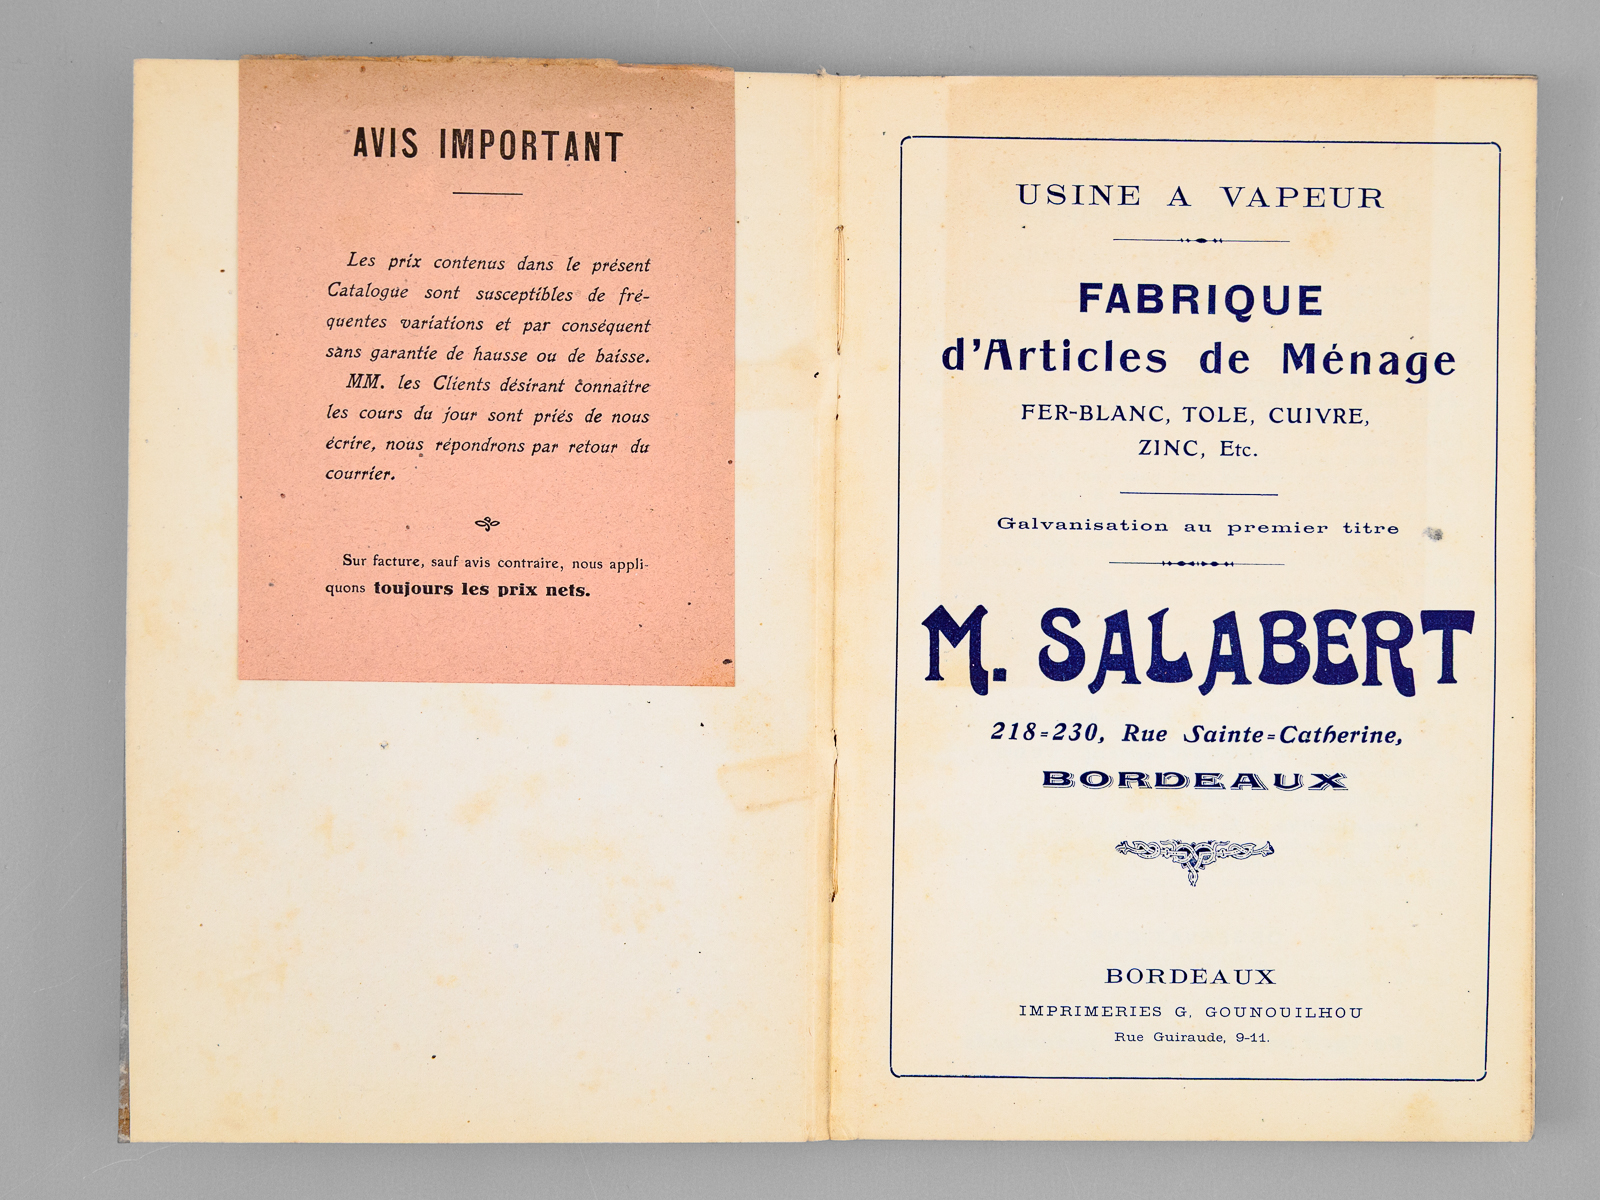 AVIS IMPORTANT
Les prix contenus dans le présent
Catalogue sont susceptibles de fré-
quentes variations et par conséquent
sans garantie de hausse ou de baisse.
MM. les Clients désirant connaître
les cours du jour sont priés de nous
écrire, nous répondrons par retour du
courrier.
Sur facture, sauf avis contraire, nous appli-
quons toujours les prix nets.
USINE A VAPEUR
FABRIQUE
d'Articles de Ménage
FER-BLANC, TOLE, CUIVRE,
ZINC, Etc.
Galvanisation au premier titre
M. SALABERT
218=230, Rue Sainte=Catherine,
BORDEAUX
BORDEAUX
IMPRIMERIES G. GOUNOUILHOU
Rue Guiraude, 9-11.